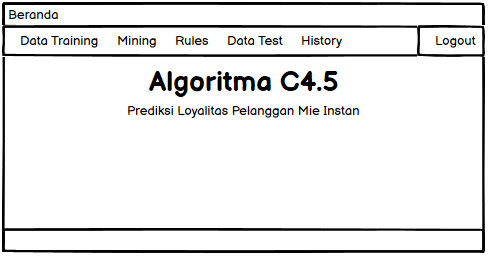 Beranda
Data Training Mining Rules Data Test History Logout
Algoritma C4.5
Prediksi Loyalitas Pelanggan Mie Instan